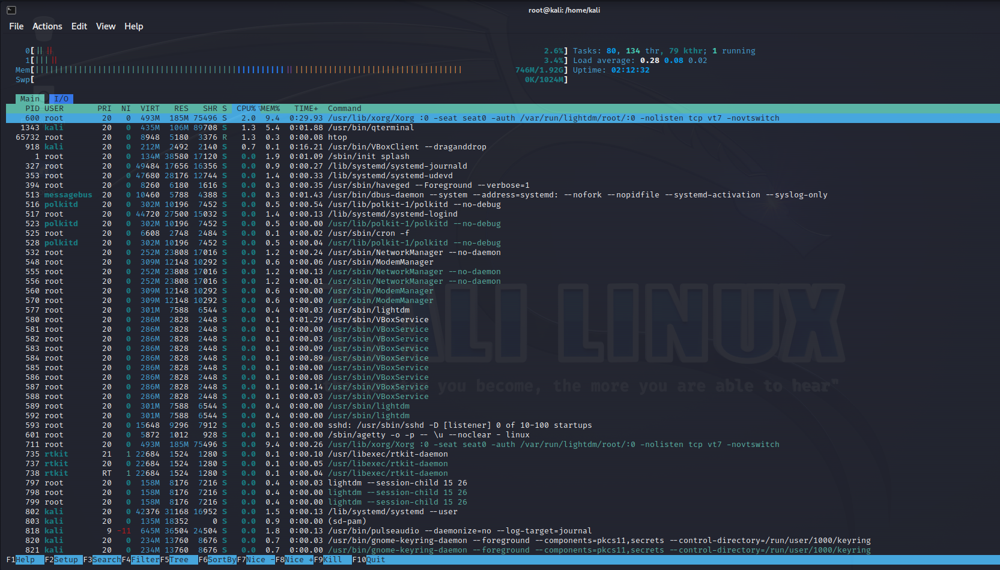 root@kali: /home/kali
File Actions Edit View Help
0[|| || 2.6%] Tasks: 80, 134 thr, 79 kthr; 1 running
1[||| || 3.4%] Load average: 0.28 0.08 0.02
Mem[ 746M/1.92G] Uptime: 02:12:32
Swp[ 0K/1024M]
Main I/O
PID USER PRI NI VIRT RES SHR S CPU%▽MEM% TIME+ Command
600 root 20 0 493M 185M 75496 S 2.0 9.4 0:29.93 /usr/lib/xorg/Xorg :0 -seat seat0 -auth /var/run/lightdm/root/:0 -nolisten tcp vt7 -novtswitch
1343 kali 20 0 435M 106M 89708 S 1.3 5.4 0:01.88 /usr/bin/qterminal
65732 root 20 0 8948 5180 3376 R 1.3 0.3 0:00.08 htop
918 kali 20 0 212M 2492 2140 S 0.7 0.1 0:16.21 /usr/bin/VBoxClient --draganddrop
1 root 20 0 134M 38580 17120 S 0.0 1.9 0:01.09 /sbin/init splash
327 root 20 0 49484 17656 16356 S 0.0 0.9 0:00.27 /lib/systemd/systemd-journald
353 root 20 0 47680 28176 12744 S 0.0 1.4 0:00.33 /lib/systemd/systemd-udevd
394 root 20 0 8260 6180 1616 S 0.0 0.3 0:00.35 /usr/sbin/haveged --Foreground --verbose=1
513 messagebus 20 0 10460 5788 4388 S 0.0 0.3 0:01.43 /usr/bin/dbus-daemon --system --address=systemd: --nofork --nopidfile --systemd-activation --syslog-only
516 polkitd 20 0 302M 10196 7452 S 0.0 0.5 0:00.54 /usr/lib/polkit-1/polkitd --no-debug
517 root 20 0 44720 27500 15032 S 0.0 1.4 0:00.13 /lib/systemd/systemd-logind
523 polkitd 20 0 302M 10196 7452 S 0.0 0.5 0:00.00 /usr/lib/polkit-1/polkitd --no-debug
525 root 20 0 6608 2748 2484 S 0.0 0.1 0:00.02 /usr/sbin/cron -f
528 polkitd 20 0 302M 10196 7452 S 0.0 0.5 0:00.04 /usr/lib/polkit-1/polkitd --no-debug
532 root 20 0 252M 23808 17016 S 0.0 1.2 0:00.24 /usr/sbin/NetworkManager --no-daemon
548 root 20 0 309M 12148 10292 S 0.0 0.6 0:00.06 /usr/sbin/ModemManager
555 root 20 0 252M 23808 17016 S 0.0 1.2 0:00.13 /usr/sbin/NetworkManager --no-daemon
556 root 20 0 252M 23808 17016 S 0.0 1.2 0:00.01 /usr/sbin/NetworkManager --no-daemon
560 root 20 0 309M 12148 10292 S 0.0 0.6 0:00.00 /usr/sbin/ModemManager
570 root 20 0 309M 12148 10292 S 0.0 0.6 0:00.00 /usr/sbin/ModemManager
577 root 20 0 301M 7588 6544 S 0.0 0.4 0:00.03 /usr/sbin/lightdm
580 root 20 0 286M 2828 2448 S 0.0 0.1 0:01.29 /usr/sbin/VBoxService
581 root 20 0 286M 2828 2448 S 0.0 0.1 0:00.00 /usr/sbin/VBoxService
582 root 20 0 286M 2828 2448 S 0.0 0.1 0:00.03 /usr/sbin/VBoxService
583 root 20 0 286M 2828 2448 S 0.0 0.1 0:00.09 /usr/sbin/VBoxService
584 root 20 0 286M 2828 2448 S 0.0 0.1 0:00.89 /usr/sbin/VBoxService
585 root 20 0 286M 2828 2448 S 0.0 0.1 0:00.00 /usr/sbin/VBoxService
586 root 20 0 286M 2828 2448 S 0.0 0.1 0:00.08 /usr/sbin/VBoxService
587 root 20 0 286M 2828 2448 S 0.0 0.1 0:00.14 /usr/sbin/VBoxService
588 root 20 0 286M 2828 2448 S 0.0 0.1 0:00.03 /usr/sbin/VBoxService
589 root 20 0 301M 7588 6544 S 0.0 0.4 0:00.00 /usr/sbin/lightdm
592 root 20 0 301M 7588 6544 S 0.0 0.4 0:00.00 /usr/sbin/lightdm
593 root 20 0 15648 9296 7912 S 0.0 0.5 0:00.00 sshd: /usr/sbin/sshd -D [listener] 0 of 10-100 startups
601 root 20 0 5872 1012 928 S 0.0 0.1 0:00.00 /sbin/agetty -o -p -- \u --noclear - linux
711 root 20 0 493M 185M 75496 S 0.0 9.4 0:00.26 /usr/lib/xorg/Xorg :0 -seat seat0 -auth /var/run/lightdm/root/:0 -nolisten tcp vt7 -novtswitch
735 rtkit 21 1 22684 1524 1280 S 0.0 0.1 0:00.10 /usr/libexec/rtkit-daemon
737 rtkit 20 0 22684 1524 1280 S 0.0 0.1 0:00.05 /usr/libexec/rtkit-daemon
738 rtkit RT 1 22684 1524 1280 S 0.0 0.1 0:00.04 /usr/libexec/rtkit-daemon
797 root 20 0 158M 8176 7216 S 0.0 0.4 0:00.03 lightdm --session-child 15 26
798 root 20 0 158M 8176 7216 S 0.0 0.4 0:00.00 lightdm --session-child 15 26
799 root 20 0 158M 8176 7216 S 0.0 0.4 0:00.00 lightdm --session-child 15 26
802 kali 20 0 42376 31168 16952 S 0.0 1.5 0:00.13 /lib/systemd/systemd --user
803 kali 20 0 135M 18352 0 S 0.0 0.9 0:00.00 (sd-pam)
818 kali 9 -11 645M 36504 24504 S 0.0 1.8 0:00.13 /usr/bin/pulseaudio --daemonize=no --log-target=journal
820 kali 20 0 234M 13760 8676 S 0.0 0.7 0:00.03 /usr/bin/gnome-keyring-daemon --foreground --components=pkcs11,secrets --control-directory=/run/user/1000/keyring
821 kali 20 0 234M 13760 8676 S 0.0 0.7 0:00.00 /usr/bin/gnome-keyring-daemon --foreground --components=pkcs11,secrets --control-directory=/run/user/1000/keyring
F1Help F2Setup F3SearchF4FilterF5Tree F6SortByF7Nice -F8Nice +F9Kill F10Quit
ALI LINUX
you become, the more you are able to hear"